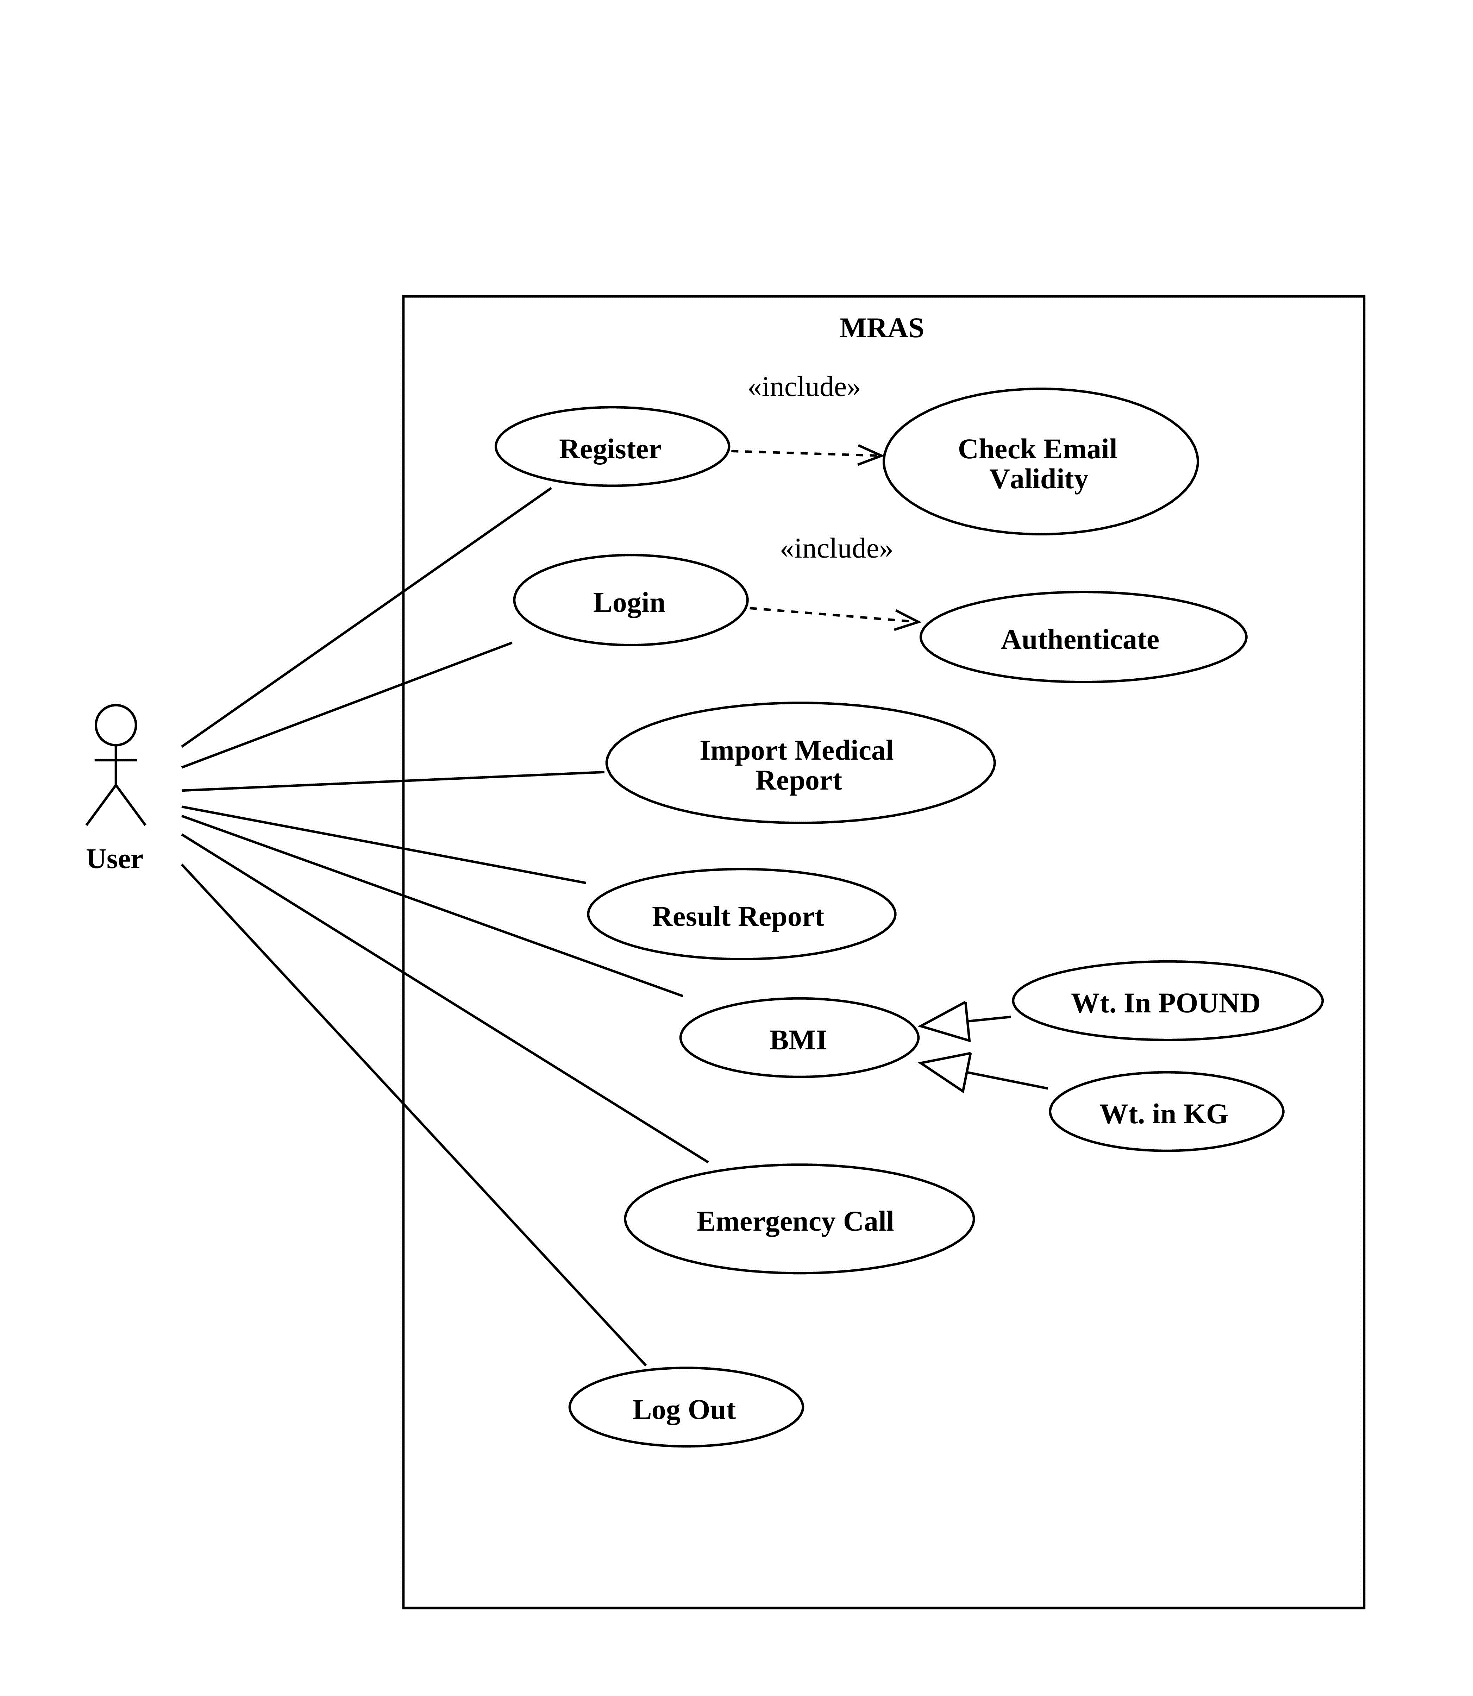 MRAS
«include»
Register
Check Email
Validity
«include»
Login
Authenticate
Import Medical
Report
User
Result Report
Wt. In POUND
BMI
Wt. in KG
Emergency Call
Log Out